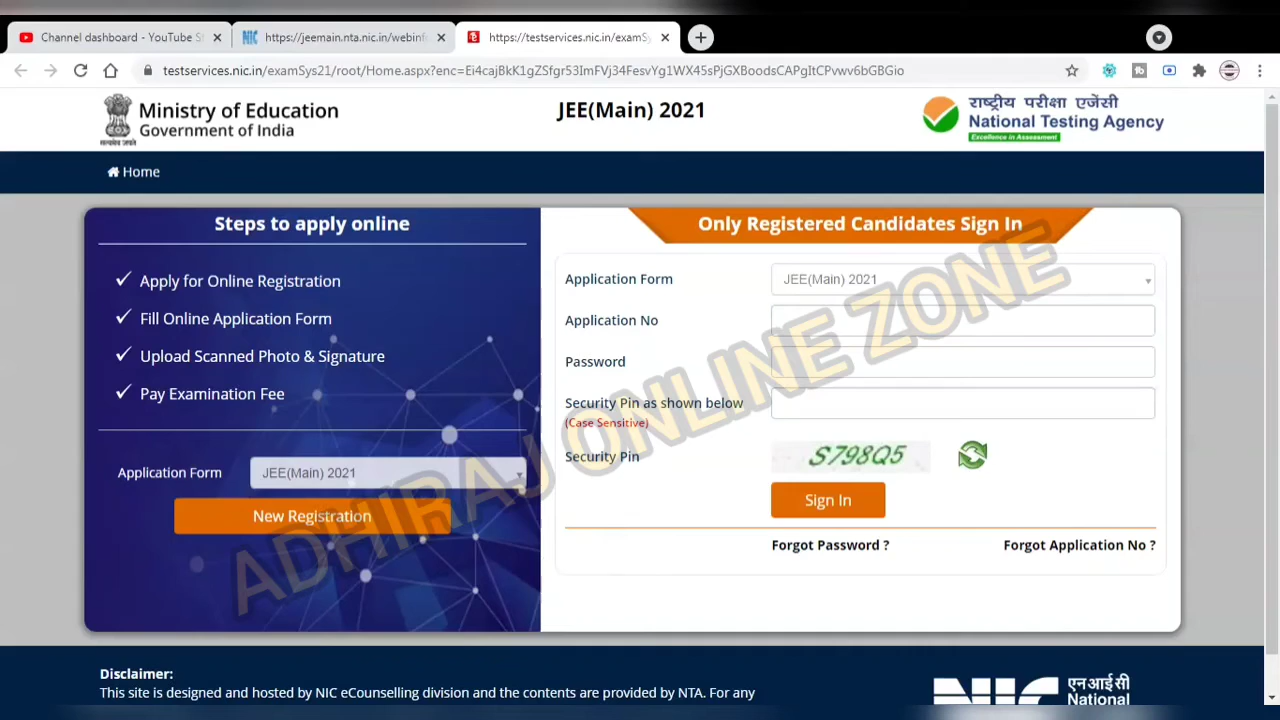 Channel dashboard - YouTube S
https://jeemain.nta.nic.in/webinf
https://testservices.nic.in/examSy
testservices.nic.in/examSys21/root/Home.aspx?enc=Ei4cajBkK1gZSfgr53ImFVj34FesvYg1WX45sPjGXBoodsCAPgItCPvwv6bGBGio
सत्यमेव जयते
Ministry of Education
Government of India
JEE(Main) 2021
राष्ट्रीय परीक्षा एजेंसी
National Testing Agency
Excellence in Assessment
Home
Steps to apply online
✓ Apply for Online Registration
✓ Fill Online Application Form
✓ Upload Scanned Photo & Signature
✓ Pay Examination Fee
Application Form JEE(Main) 2021
New Registration
Only Registered Candidates Sign In
Application Form JEE(Main) 2021
Application No
Password
Security Pin as shown below
(Case Sensitive)
Security Pin S798Q5
Sign In
Forgot Password ? Forgot Application No ?
ADHIRAJ ONLINE ZONE
Disclaimer:
This site is designed and hosted by NIC eCounselling division and the contents are provided by NTA. For any
NIC एनआईसी
National